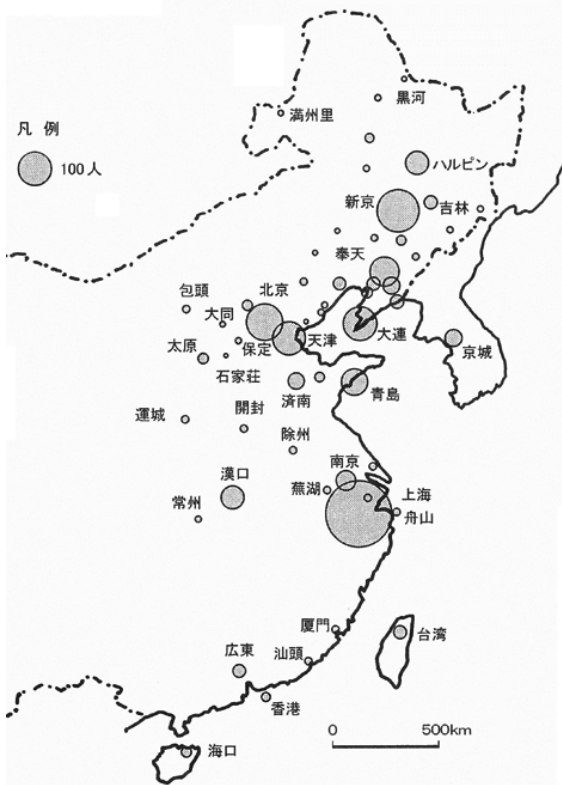 黒河
満州里
凡 例
100人
ハルピン
新京
吉林
奉天
北京
包頭
大同
天津
大連
保定
京城
太原
石家荘
済南
青島
開封
運城
除州
南京
漢口
蕪湖
上海
常州
舟山
厦門
台湾
広東
汕頭
香港
0
500km
海口